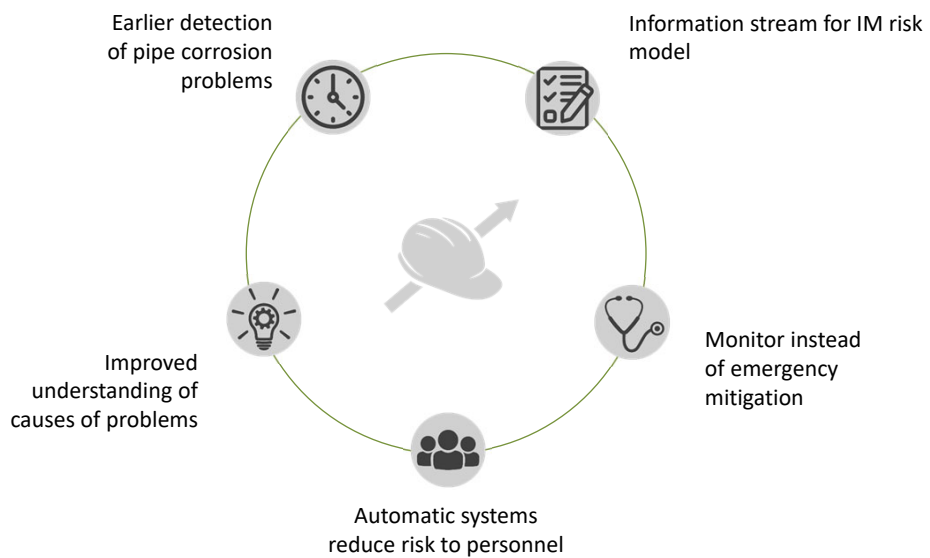 Earlier detection
of pipe corrosion
problems
Information stream for IM risk
model
Monitor instead
of emergency
mitigation
Automatic systems
reduce risk to personnel
Improved
understanding of
causes of problems